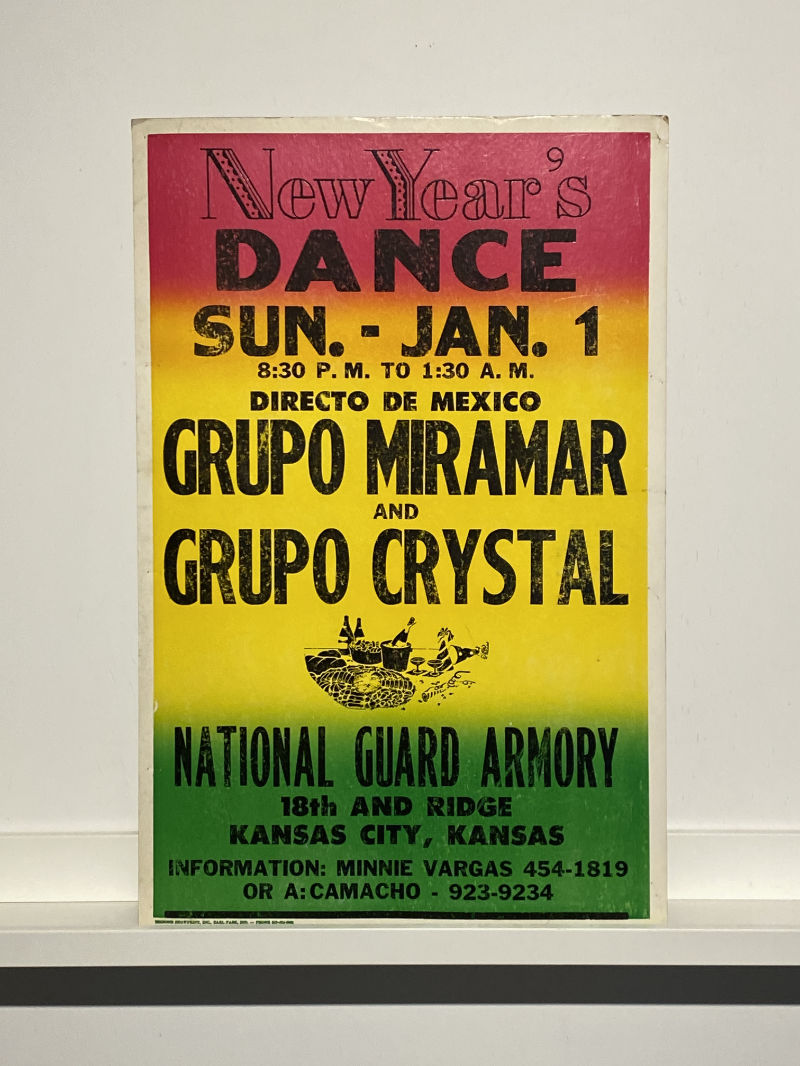 New Year's
DANCE
SUN. - JAN. 1
8:30 P. M. TO 1:30 A. M.
DIRECTO DE MEXICO
GRUPO MIRAMAR
AND
GRUPO CRYSTAL
NATIONAL GUARD ARMORY
18th AND RIDGE
KANSAS CITY, KANSAS
INFORMATION: MINNIE VARGAS 454-1819
OR A: CAMACHO - 923-9234